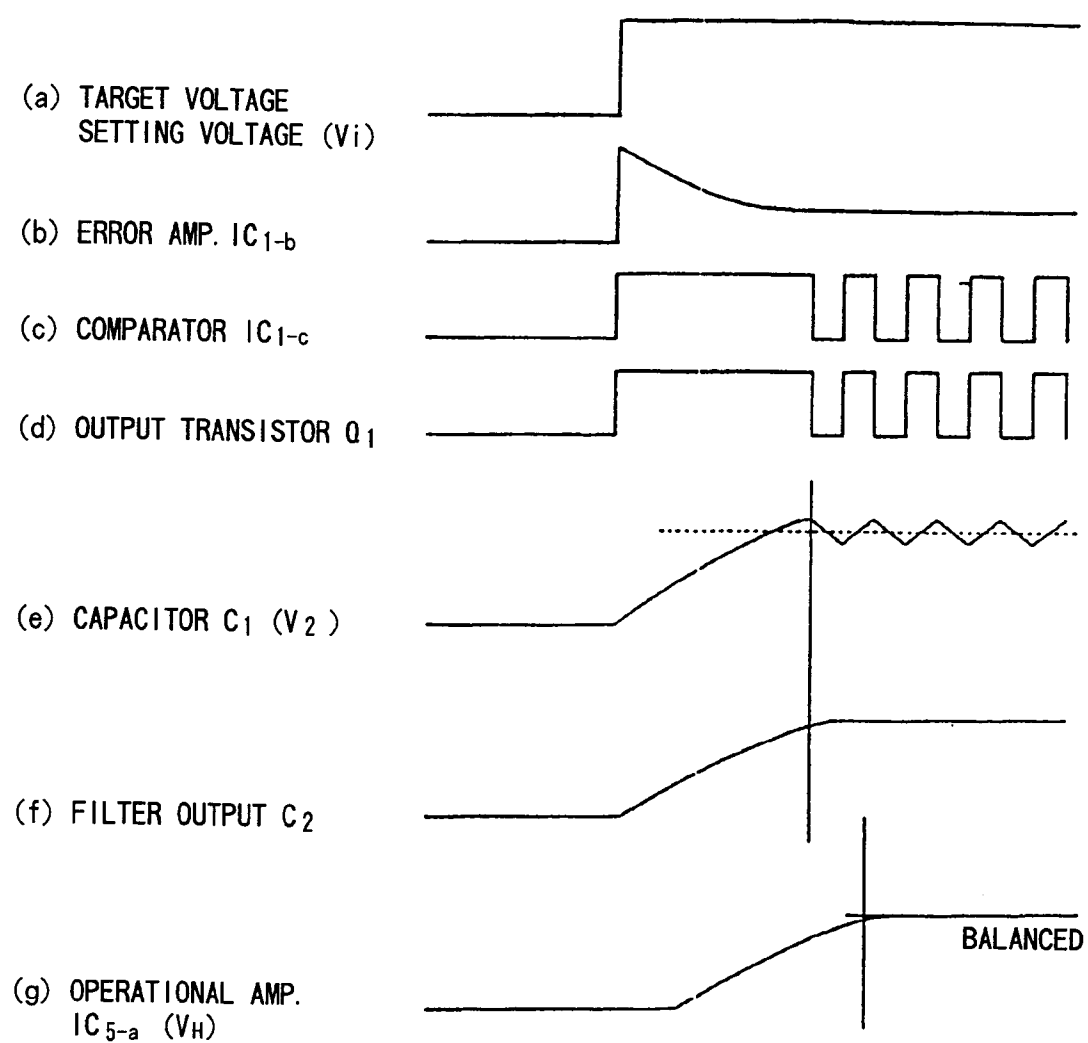 (a) TARGET VOLTAGE
SETTING VOLTAGE (Vi)
(b) ERROR AMP. IC1-b
(c) COMPARATOR IC1-c
(d) OUTPUT TRANSISTOR Q1
(e) CAPACITOR C1 (V2)
(f) FILTER OUTPUT C2
BALANCED
(g) OPERATIONAL AMP.
IC5-a (VH)